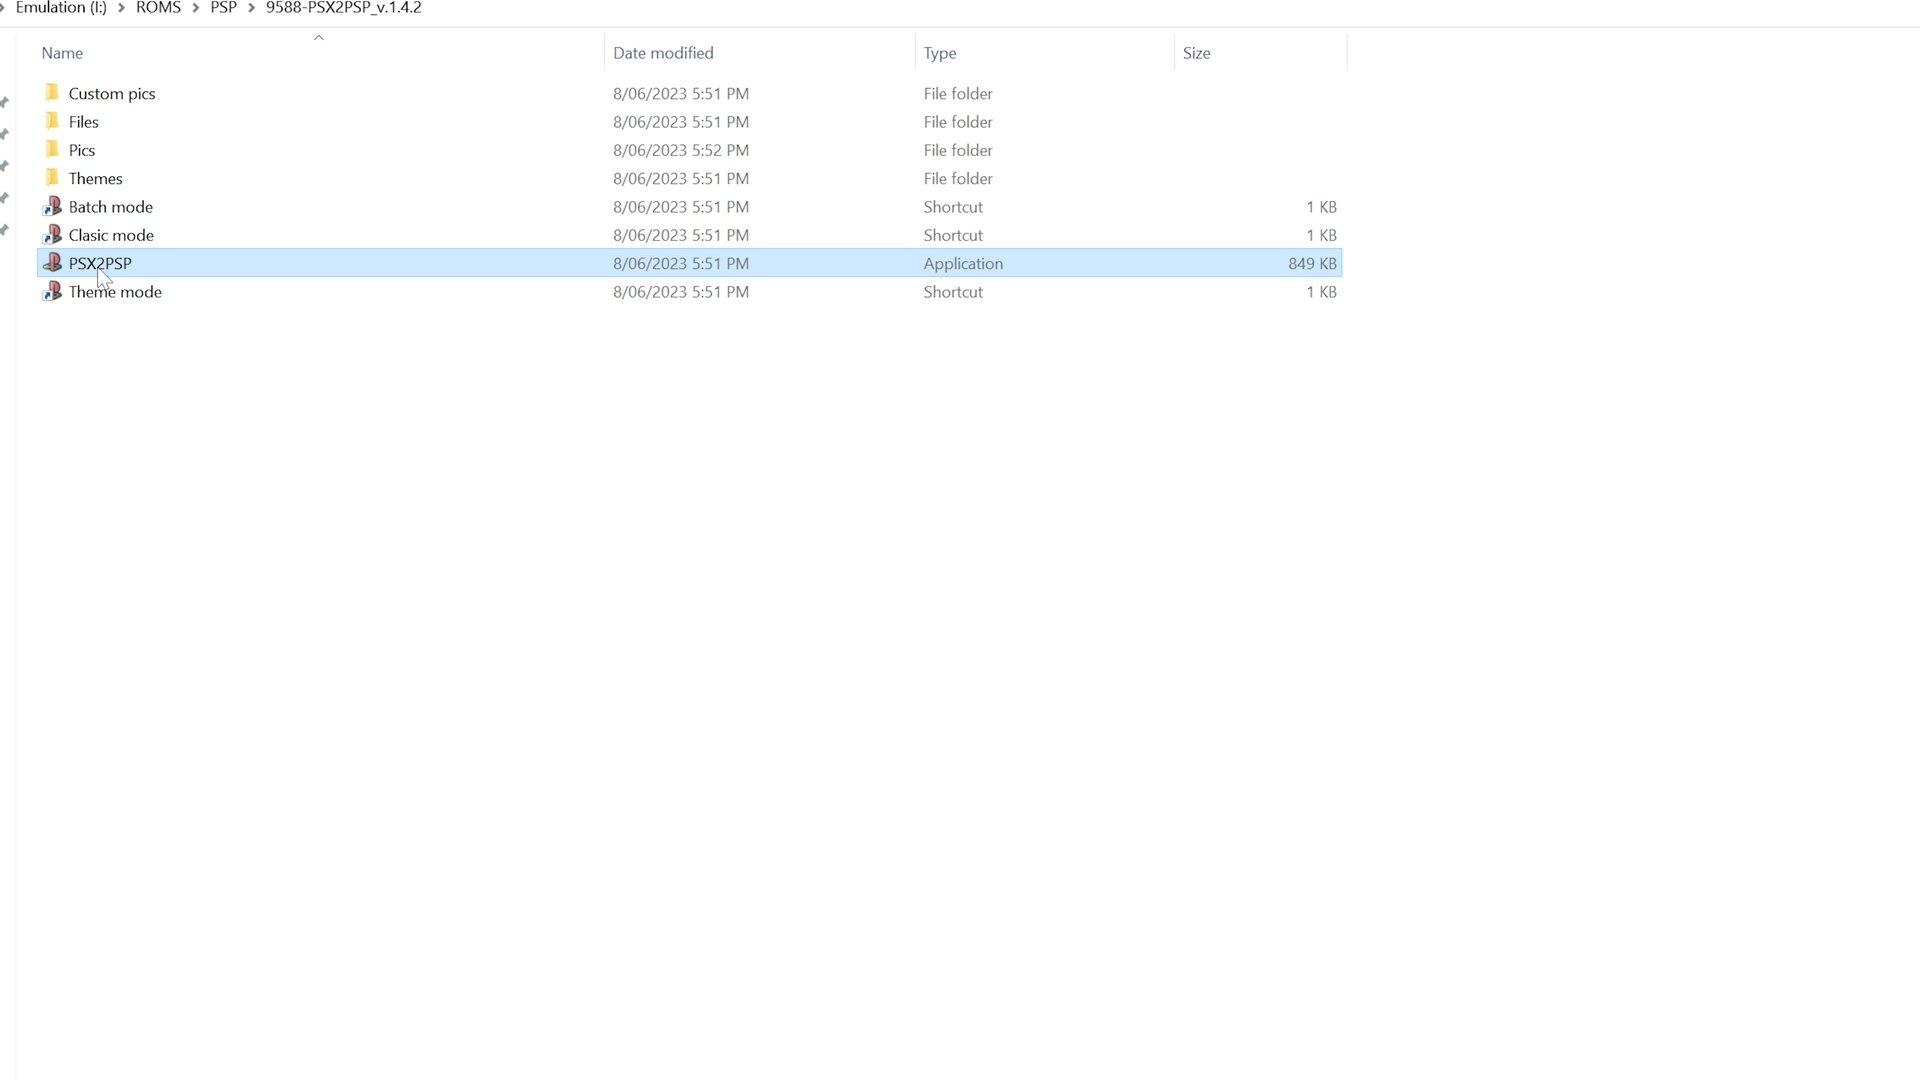 Emulation (I:) > ROMS > PSP > 9588-PSX2PSP_v.1.4.2
Name Date modified Type Size
Custom pics 8/06/2023 5:51 PM File folder
Files 8/06/2023 5:51 PM File folder
Pics 8/06/2023 5:52 PM File folder
Themes 8/06/2023 5:51 PM File folder
Batch mode 8/06/2023 5:51 PM Shortcut 1 KB
Clasic mode 8/06/2023 5:51 PM Shortcut 1 KB
PSX2PSP 8/06/2023 5:51 PM Application 849 KB
Theme mode 8/06/2023 5:51 PM Shortcut 1 KB